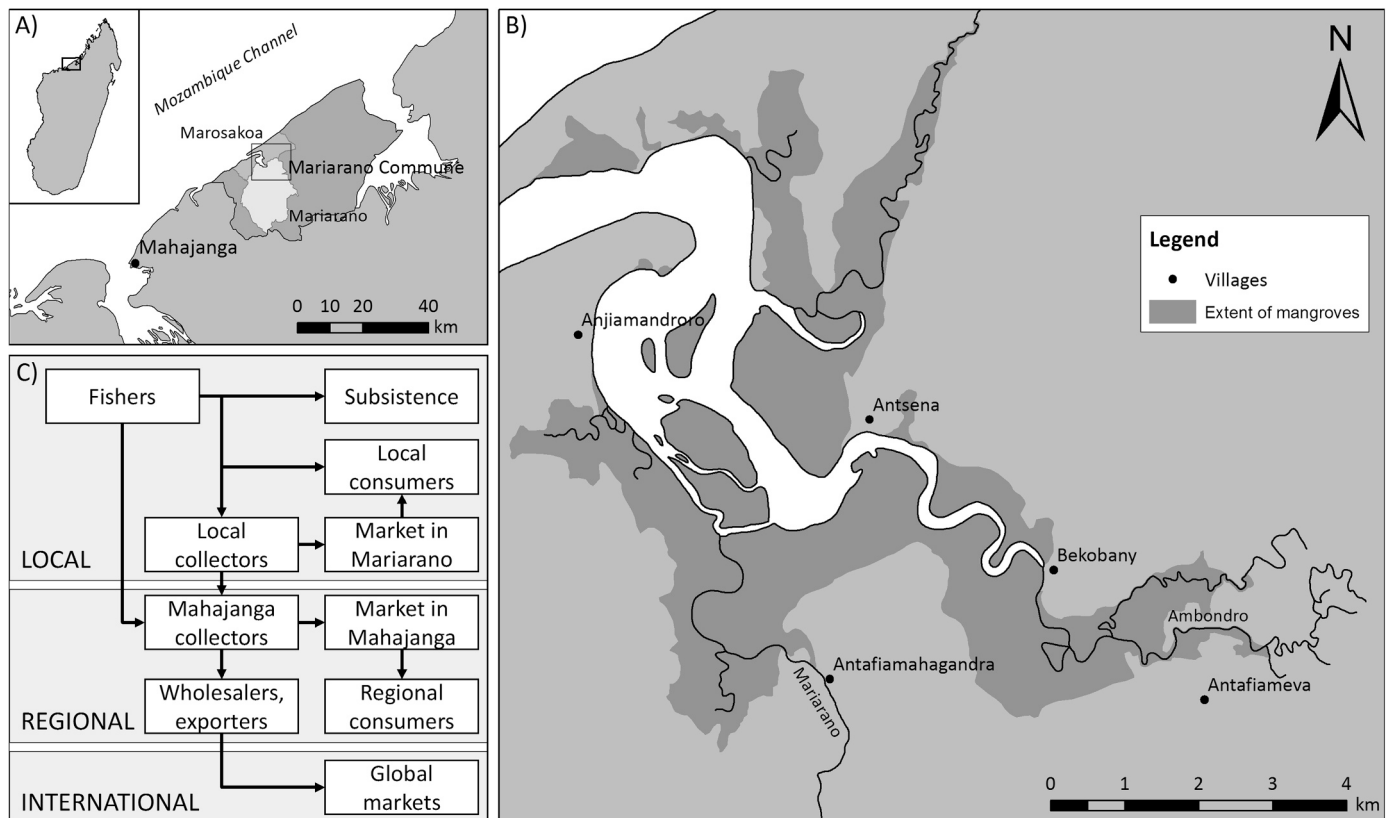 A)
Mozambique Channel
Marosakoa
Mariarano Commune
Mariarano
Mahajanga
0 10 20 40
km
B)
N
Legend
Villages
Extent of mangroves
Anjiamandroro
Antsena
Bekobany
Ambondro
Antafiamahagandra
Antafiameva
Mariarano
0 1 2 3 4
km
C)
Fishers
Subsistence
Local
consumers
Local
collectors
Market in
Mariarano
LOCAL
Mahajanga
collectors
Market in
Mahajanga
Wholesalers,
exporters
Regional
consumers
REGIONAL
Global
markets
INTERNATIONAL